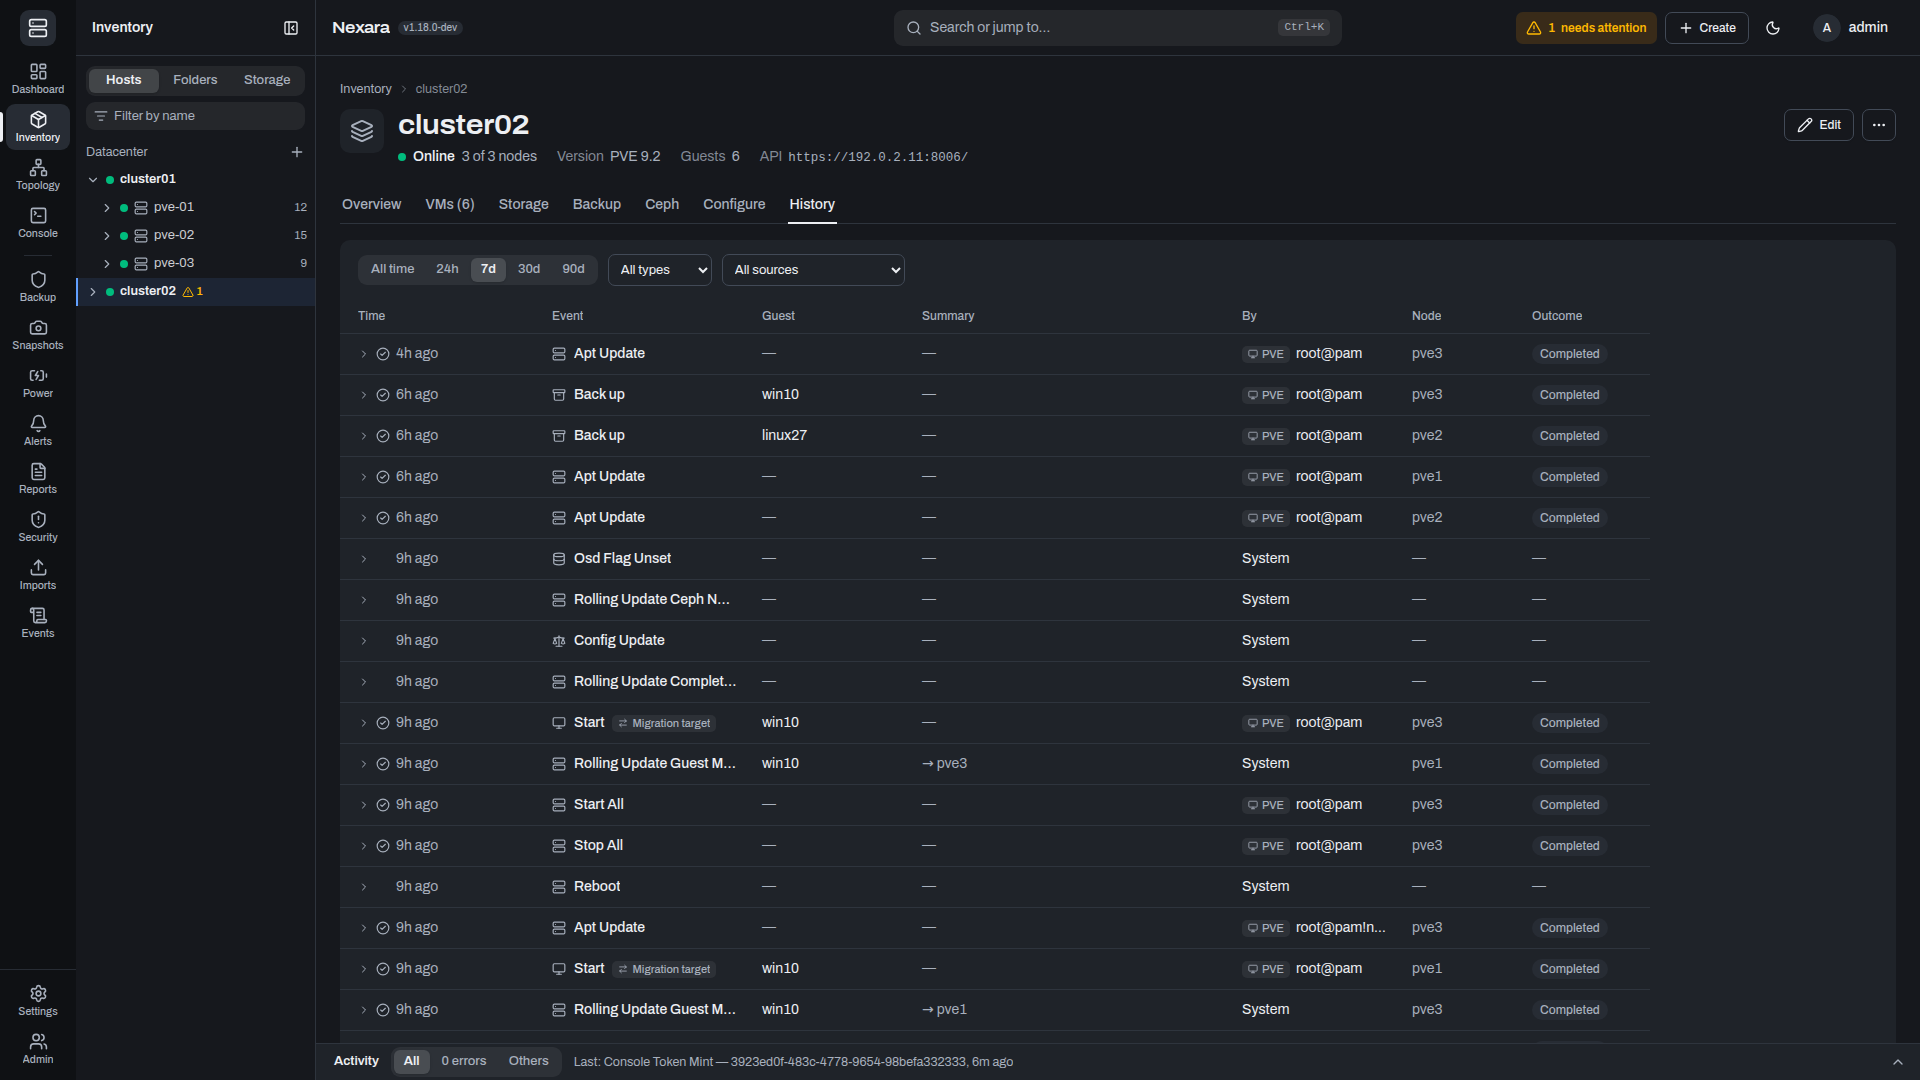 Inventory
Nexara v1.18.0-dev
Search or jump to... Ctrl+K
1 needs attention
Create
A admin
Dashboard
Inventory
Topology
Console
Backup
Snapshots
Power
Alerts
Reports
Security
Imports
Events
Settings
Admin
Hosts Folders Storage
Filter by name
Datacenter
cluster01
pve-01 12
pve-02 15
pve-03 9
cluster02 1
Inventory cluster02
cluster02
Online 3 of 3 nodes Version PVE 9.2 Guests 6 API https://192.0.2.11:8006/
Edit
Overview VMs (6) Storage Backup Ceph Configure History
All time 24h 7d 30d 90d All types All sources
Time Event Guest Summary By Node Outcome
4h ago Apt Update — — PVE root@pam pve3 Completed
6h ago Back up win10 — PVE root@pam pve3 Completed
6h ago Back up linux27 — PVE root@pam pve2 Completed
6h ago Apt Update — — PVE root@pam pve1 Completed
6h ago Apt Update — — PVE root@pam pve2 Completed
9h ago Osd Flag Unset — — System — —
9h ago Rolling Update Ceph N... — — System — —
9h ago Config Update — — System — —
9h ago Rolling Update Complet... — — System — —
9h ago Start Migration target win10 — PVE root@pam pve3 Completed
9h ago Rolling Update Guest M... win10 → pve3 System pve1 Completed
9h ago Start All — — PVE root@pam pve3 Completed
9h ago Stop All — — PVE root@pam pve3 Completed
9h ago Reboot — — System — —
9h ago Apt Update — — PVE root@pam!n... pve3 Completed
9h ago Start Migration target win10 — PVE root@pam pve1 Completed
9h ago Rolling Update Guest M... win10 → pve1 System pve3 Completed
Activity All 0 errors Others Last: Console Token Mint — 3923ed0f-483c-4778-9654-98befa332333, 6m ago